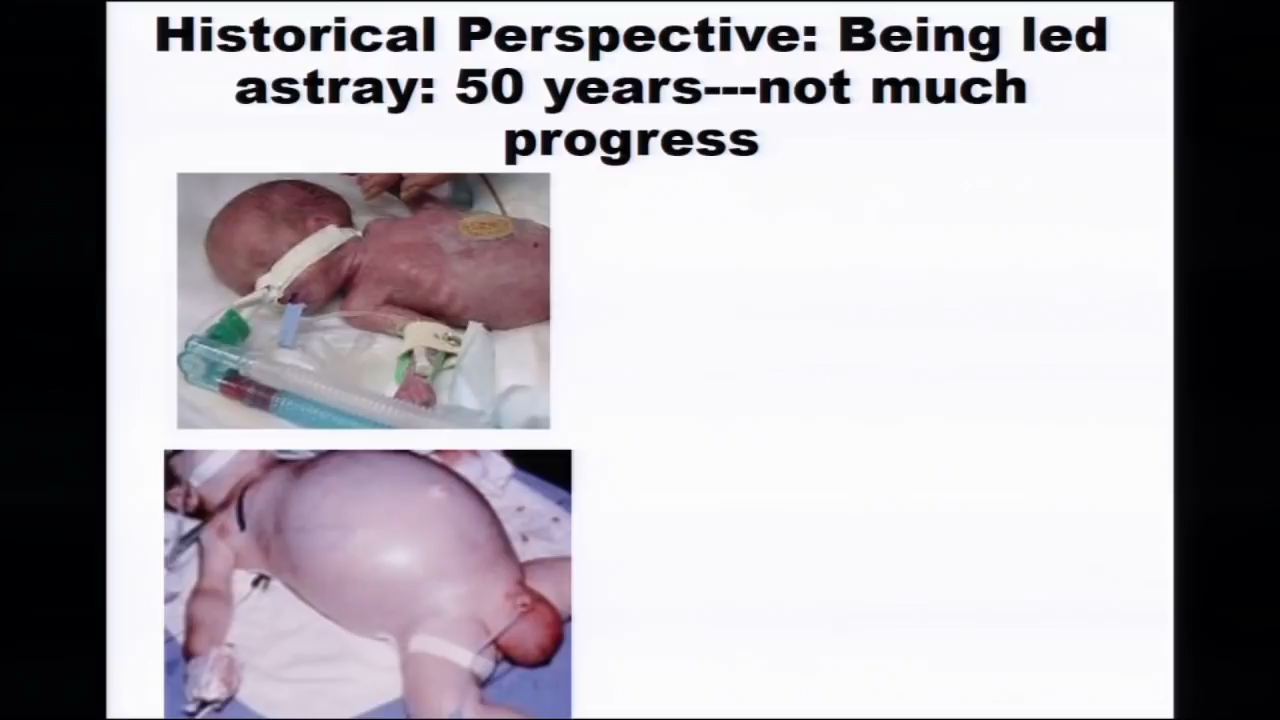 Historical Perspective: Being led
astray: 50 years---not much
progress